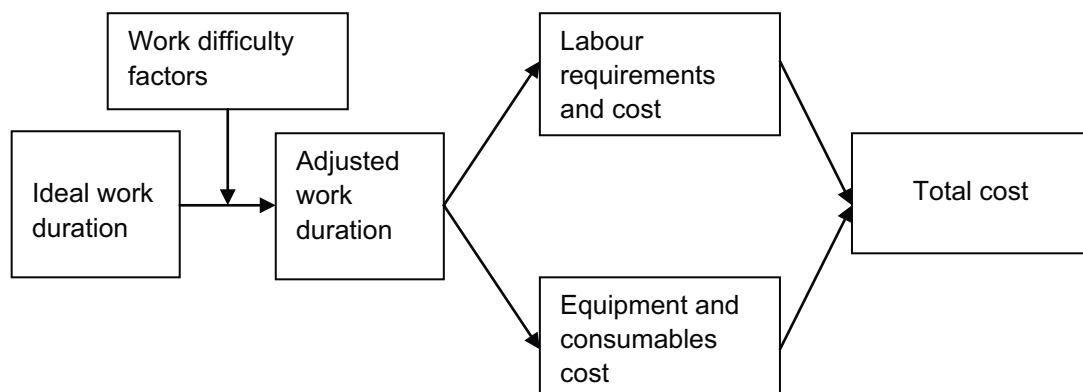 Work difficulty
factors
Ideal work
duration
Adjusted
work
duration
Labour
requirements
and cost
Equipment and
consumables
cost
Total cost